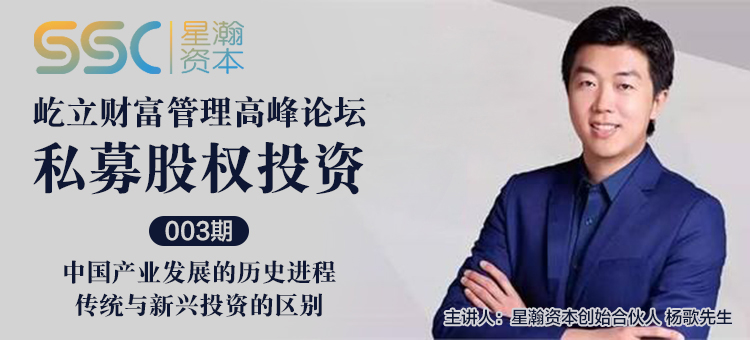 SSC 星瀚资本
屹立财富管理高峰论坛
私募股权投资
003期
中国产业发展的历史进程
传统与新兴投资的区别
主讲人：星瀚资本创始合伙人 杨歌先生